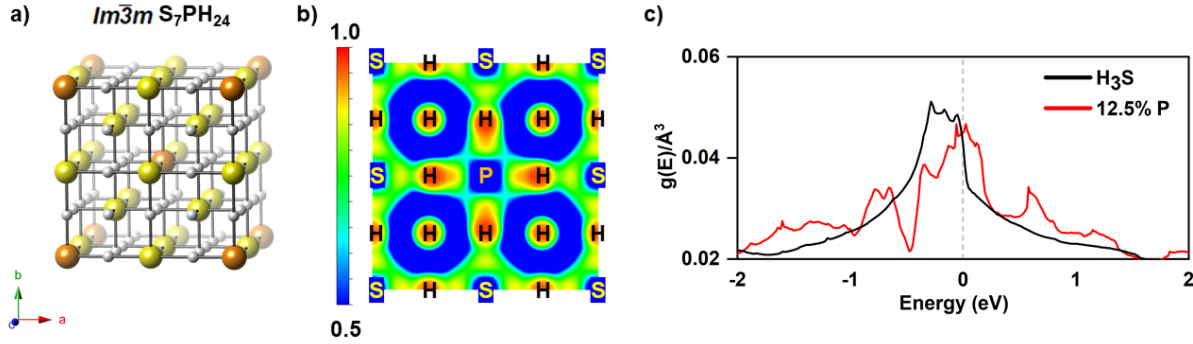 a)
Im3̅m S₇PH₂₄
b
a
c
b)
1.0
0.5
S H S H S
H H H H
S H P H S
H H H H
S H S H S
c)
g(E)/Å³
0.06
0.04
0.02
H₃S
12.5% P
-2 -1 0 1 2
Energy (eV)